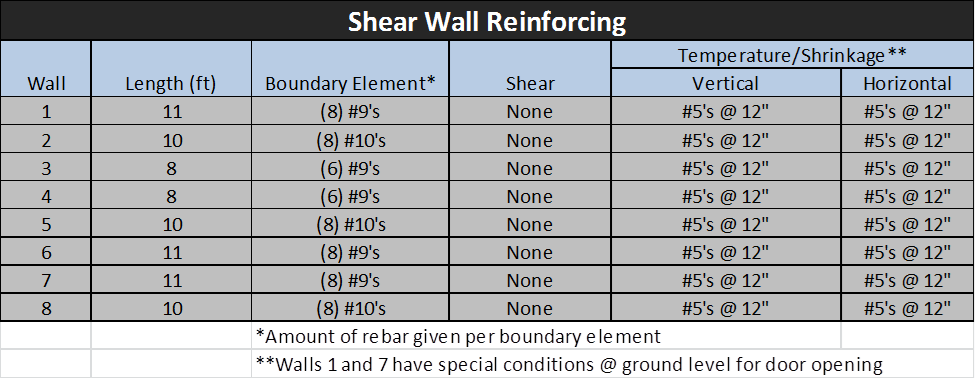 Shear Wall Reinforcing
Temperature/Shrinkage**
Wall Length (ft) Boundary Element* Shear Vertical Horizontal
1 11 (8) #9's None #5's @ 12" #5's @ 12"
2 10 (8) #10's None #5's @ 12" #5's @ 12"
3 8 (6) #9's None #5's @ 12" #5's @ 12"
4 8 (6) #9's None #5's @ 12" #5's @ 12"
5 10 (8) #10's None #5's @ 12" #5's @ 12"
6 11 (8) #9's None #5's @ 12" #5's @ 12"
7 11 (8) #9's None #5's @ 12" #5's @ 12"
8 10 (8) #10's None #5's @ 12" #5's @ 12"
*Amount of rebar given per boundary element
**Walls 1 and 7 have special conditions @ ground level for door opening